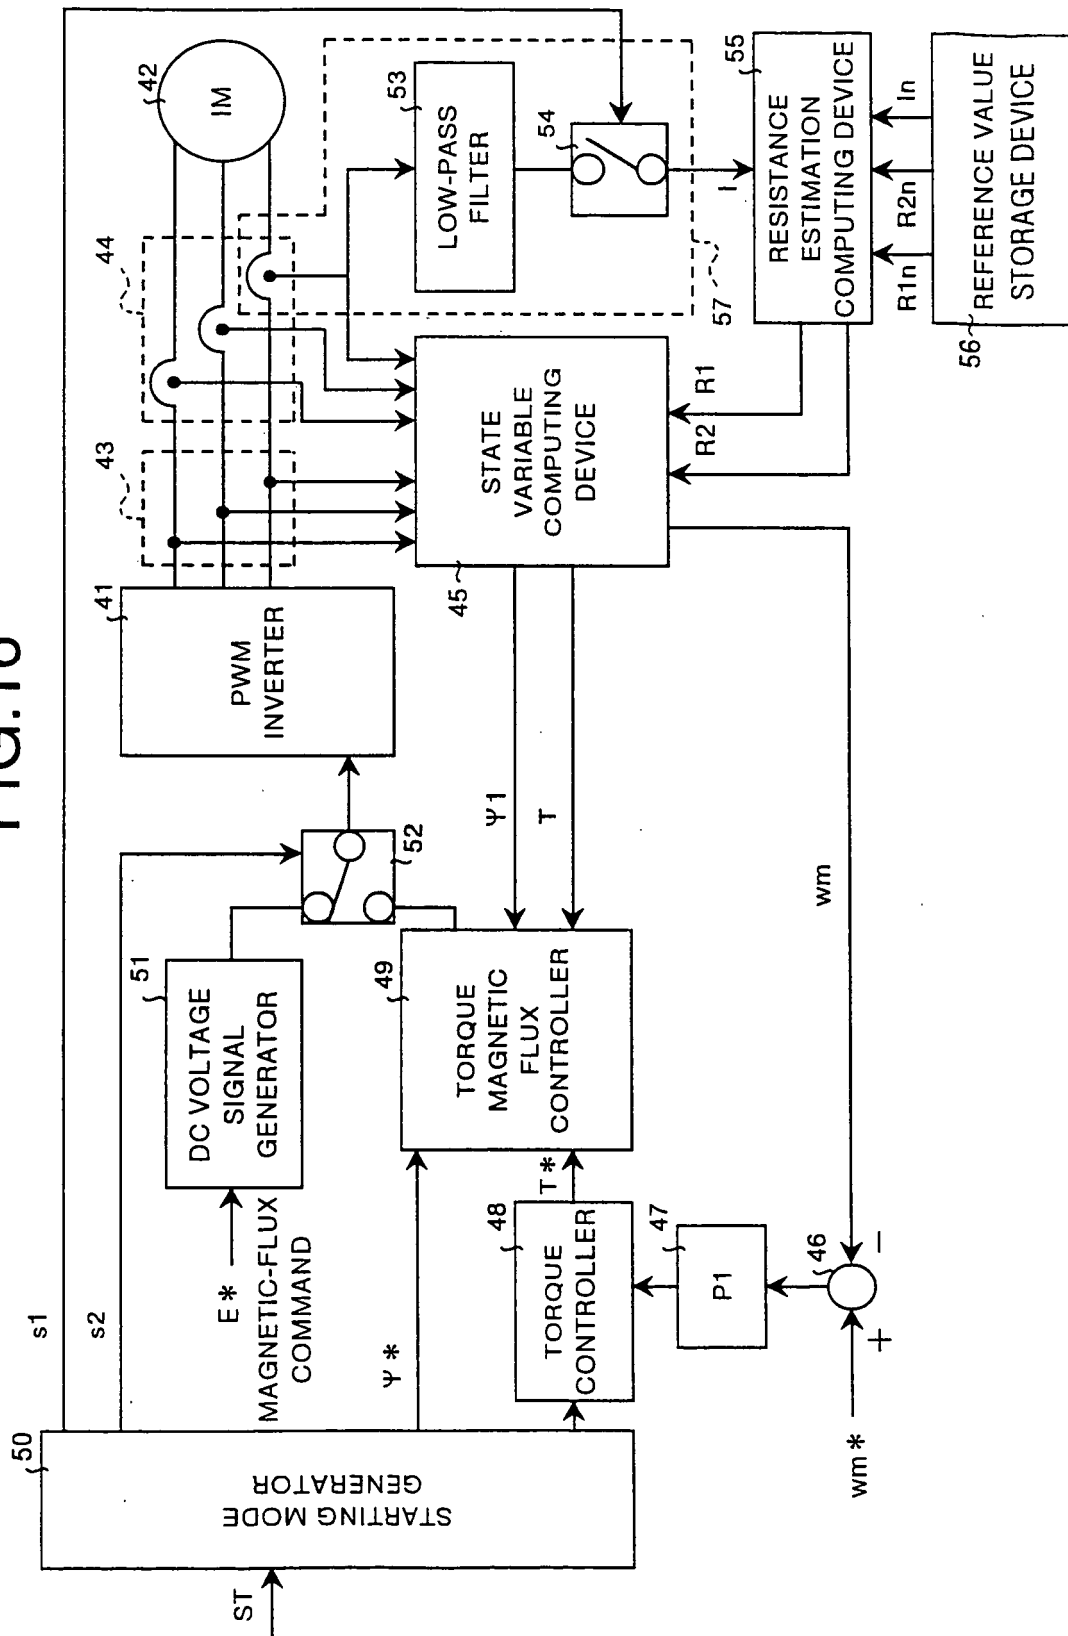 s1
s2
50
STARTING MODE
GENERATOR
ST
E*
MAGNETIC-FLUX
COMMAND
51
DC VOLTAGE
SIGNAL
GENERATOR
52
41
PWM
INVERTER
43
44
42
IM
Ψ*
49
TORQUE
MAGNETIC
FLUX
CONTROLLER
Ψ1
T
45
STATE
VARIABLE
COMPUTING
DEVICE
53
LOW-PASS
FILTER
54
57
I
T*
48
TORQUE
CONTROLLER
47
P1
46
+
−
wm*
wm
R1
R2
55
RESISTANCE
ESTIMATION
COMPUTING DEVICE
R1n
R2n
In
56
REFERENCE VALUE
STORAGE DEVICE